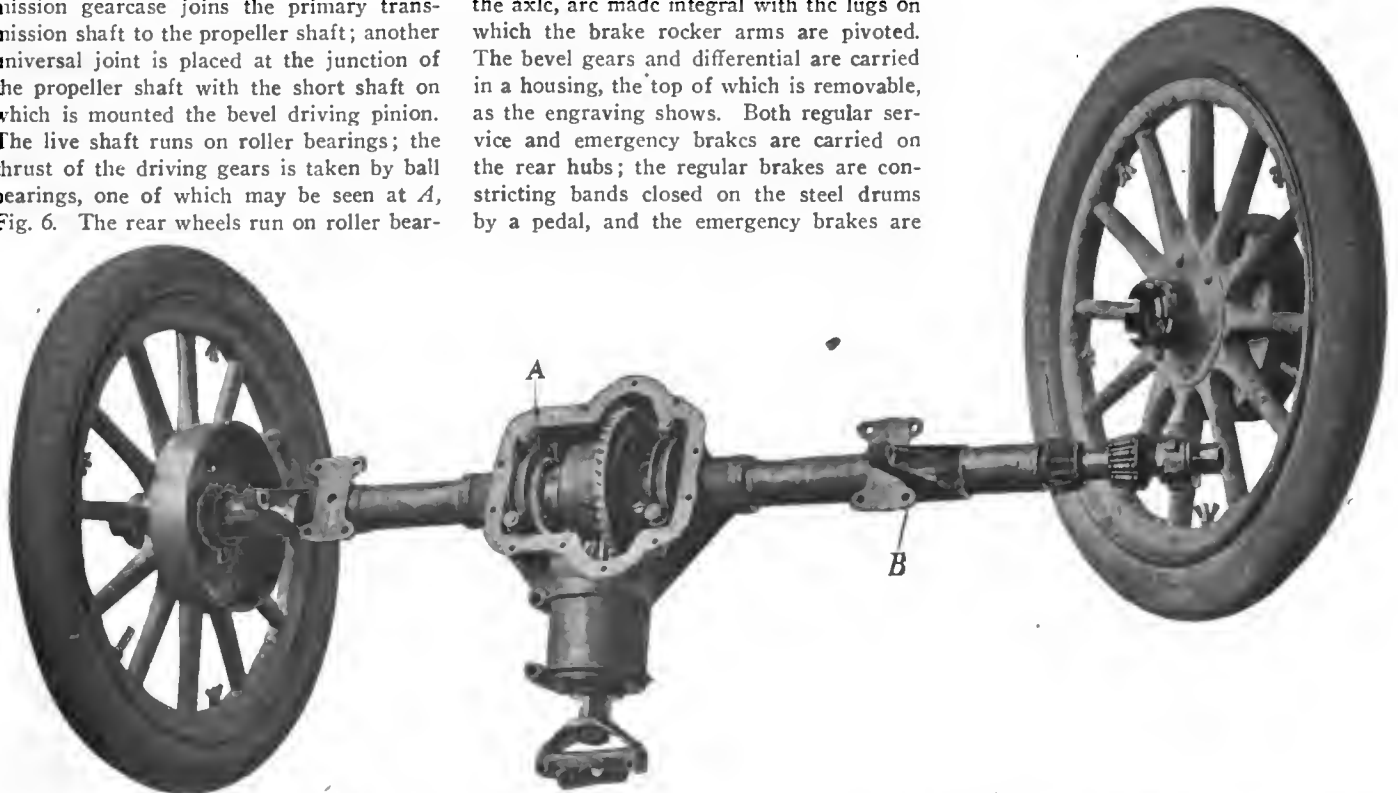 mission gearcase joins the primary trans-
mission shaft to the propeller shaft; another
universal joint is placed at the junction of
the propeller shaft with the short shaft on
which is mounted the bevel driving pinion.
The live shaft runs on roller bearings; the
thrust of the driving gears is taken by ball
bearings, one of which may be seen at A,
Fig. 6. The rear wheels run on roller bear-
the axle, are made integral with the lugs on
which the brake rocker arms are pivoted.
The bevel gears and differential are carried
in a housing, the top of which is removable,
as the engraving shows. Both regular ser-
vice and emergency brakes are carried on
the rear hubs; the regular brakes are con-
stricting bands closed on the steel drums
by a pedal, and the emergency brakes are
A
B